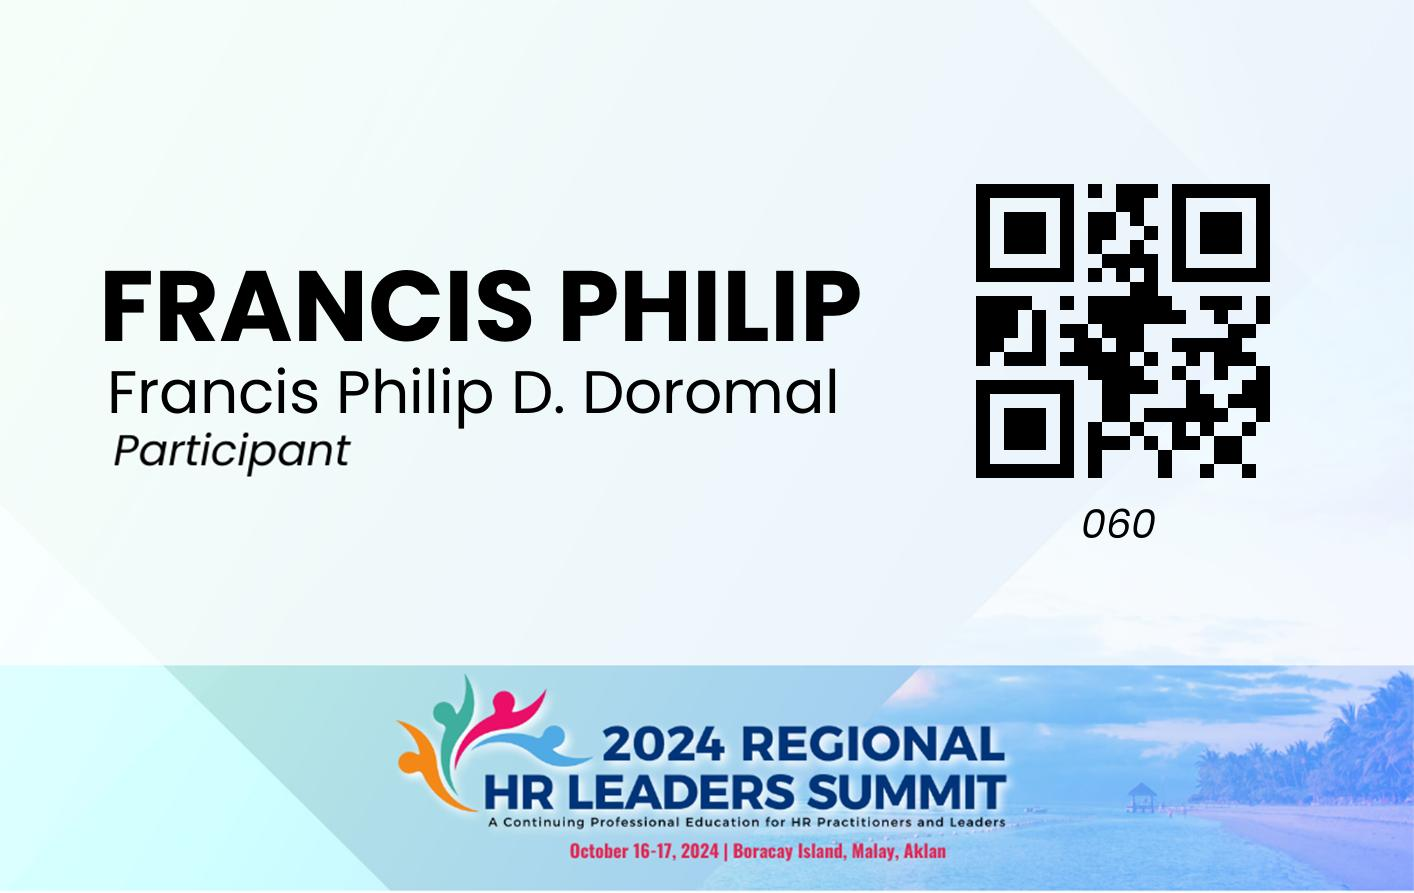 FRANCIS PHILIP
Francis Philip D. Doromal
Participant
060
2024 REGIONAL
HR LEADERS SUMMIT
A Continuing Professional Education for HR Practitioners and Leaders
October 16-17, 2024 | Boracay Island, Malay, Aklan